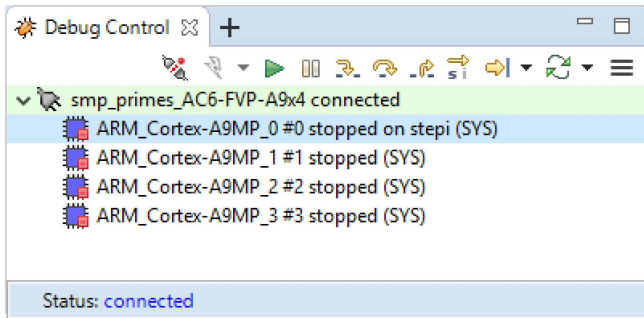 Debug Control
smp_primes_AC6-FVP-A9x4 connected
ARM_Cortex-A9MP_0 #0 stopped on stepi (SYS)
ARM_Cortex-A9MP_1 #1 stopped (SYS)
ARM_Cortex-A9MP_2 #2 stopped (SYS)
ARM_Cortex-A9MP_3 #3 stopped (SYS)
Status: connected